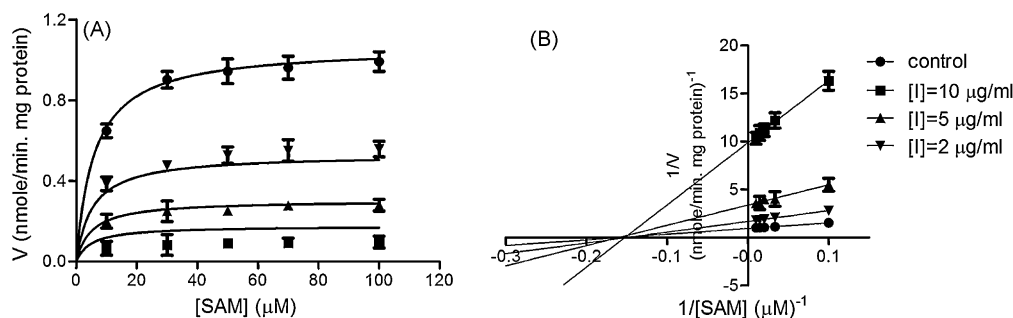 (A)
V (nmole/min. mg protein)
1.2
0.8
0.4
0.0
0 20 40 60 80 100 120
[SAM] (μM)
(B)
1/V
(nmole/min. mg protein)-1
20
15
10
5
-5
-0.3 -0.2 -0.1 0.0 0.1
1/[SAM] (μM)-1
control
[I]=10 μg/ml
[I]=5 μg/ml
[I]=2 μg/ml